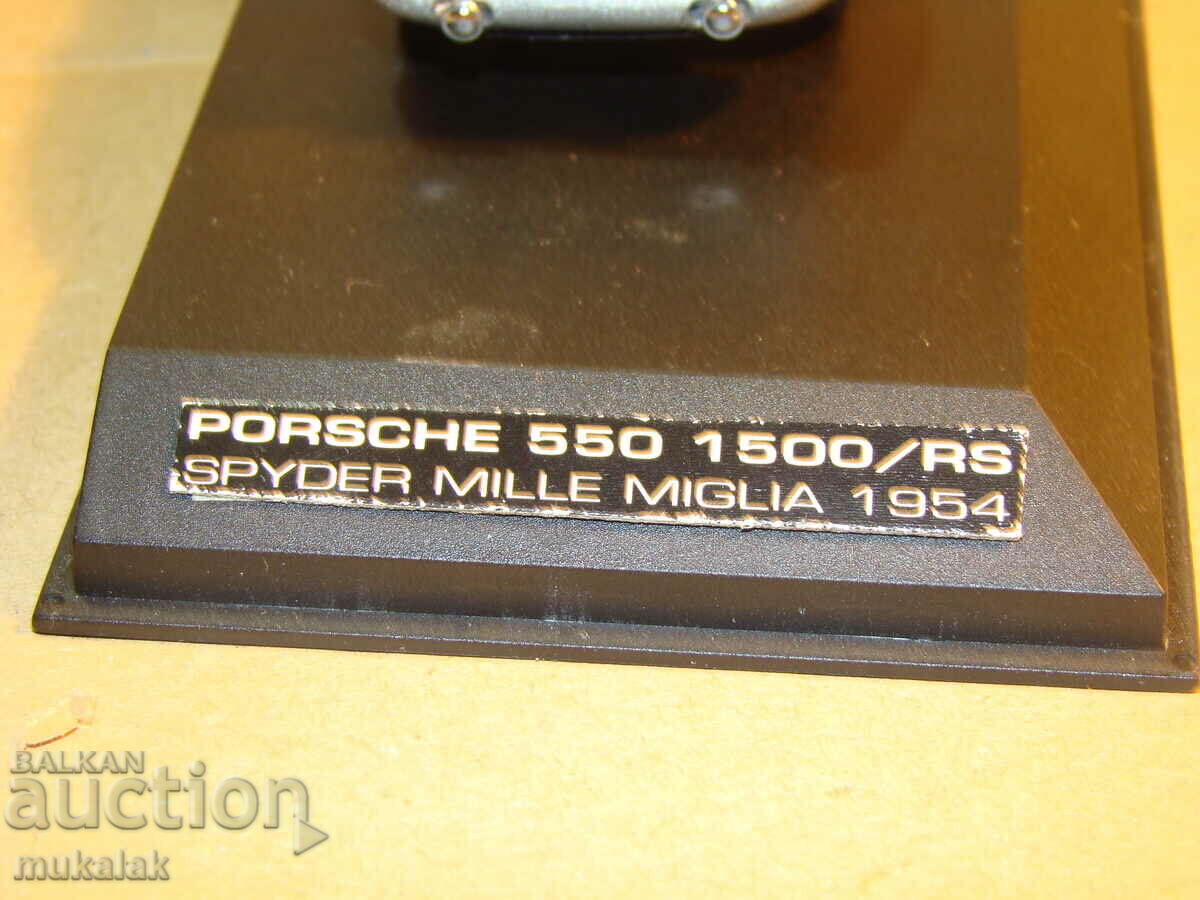 PORSCHE 550 1500/RS
SPYDER MILLE MIGLIA 1954
BALKAN
auction
mukalak